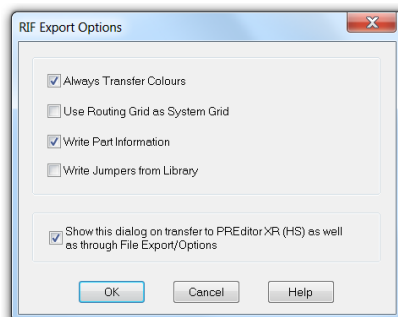 RIF Export Options
Always Transfer Colours
Use Routing Grid as System Grid
Write Part Information
Write Jumpers from Library
Show this dialog on transfer to PREditor XR (HS) as well
as through File Export/Options
OK Cancel Help